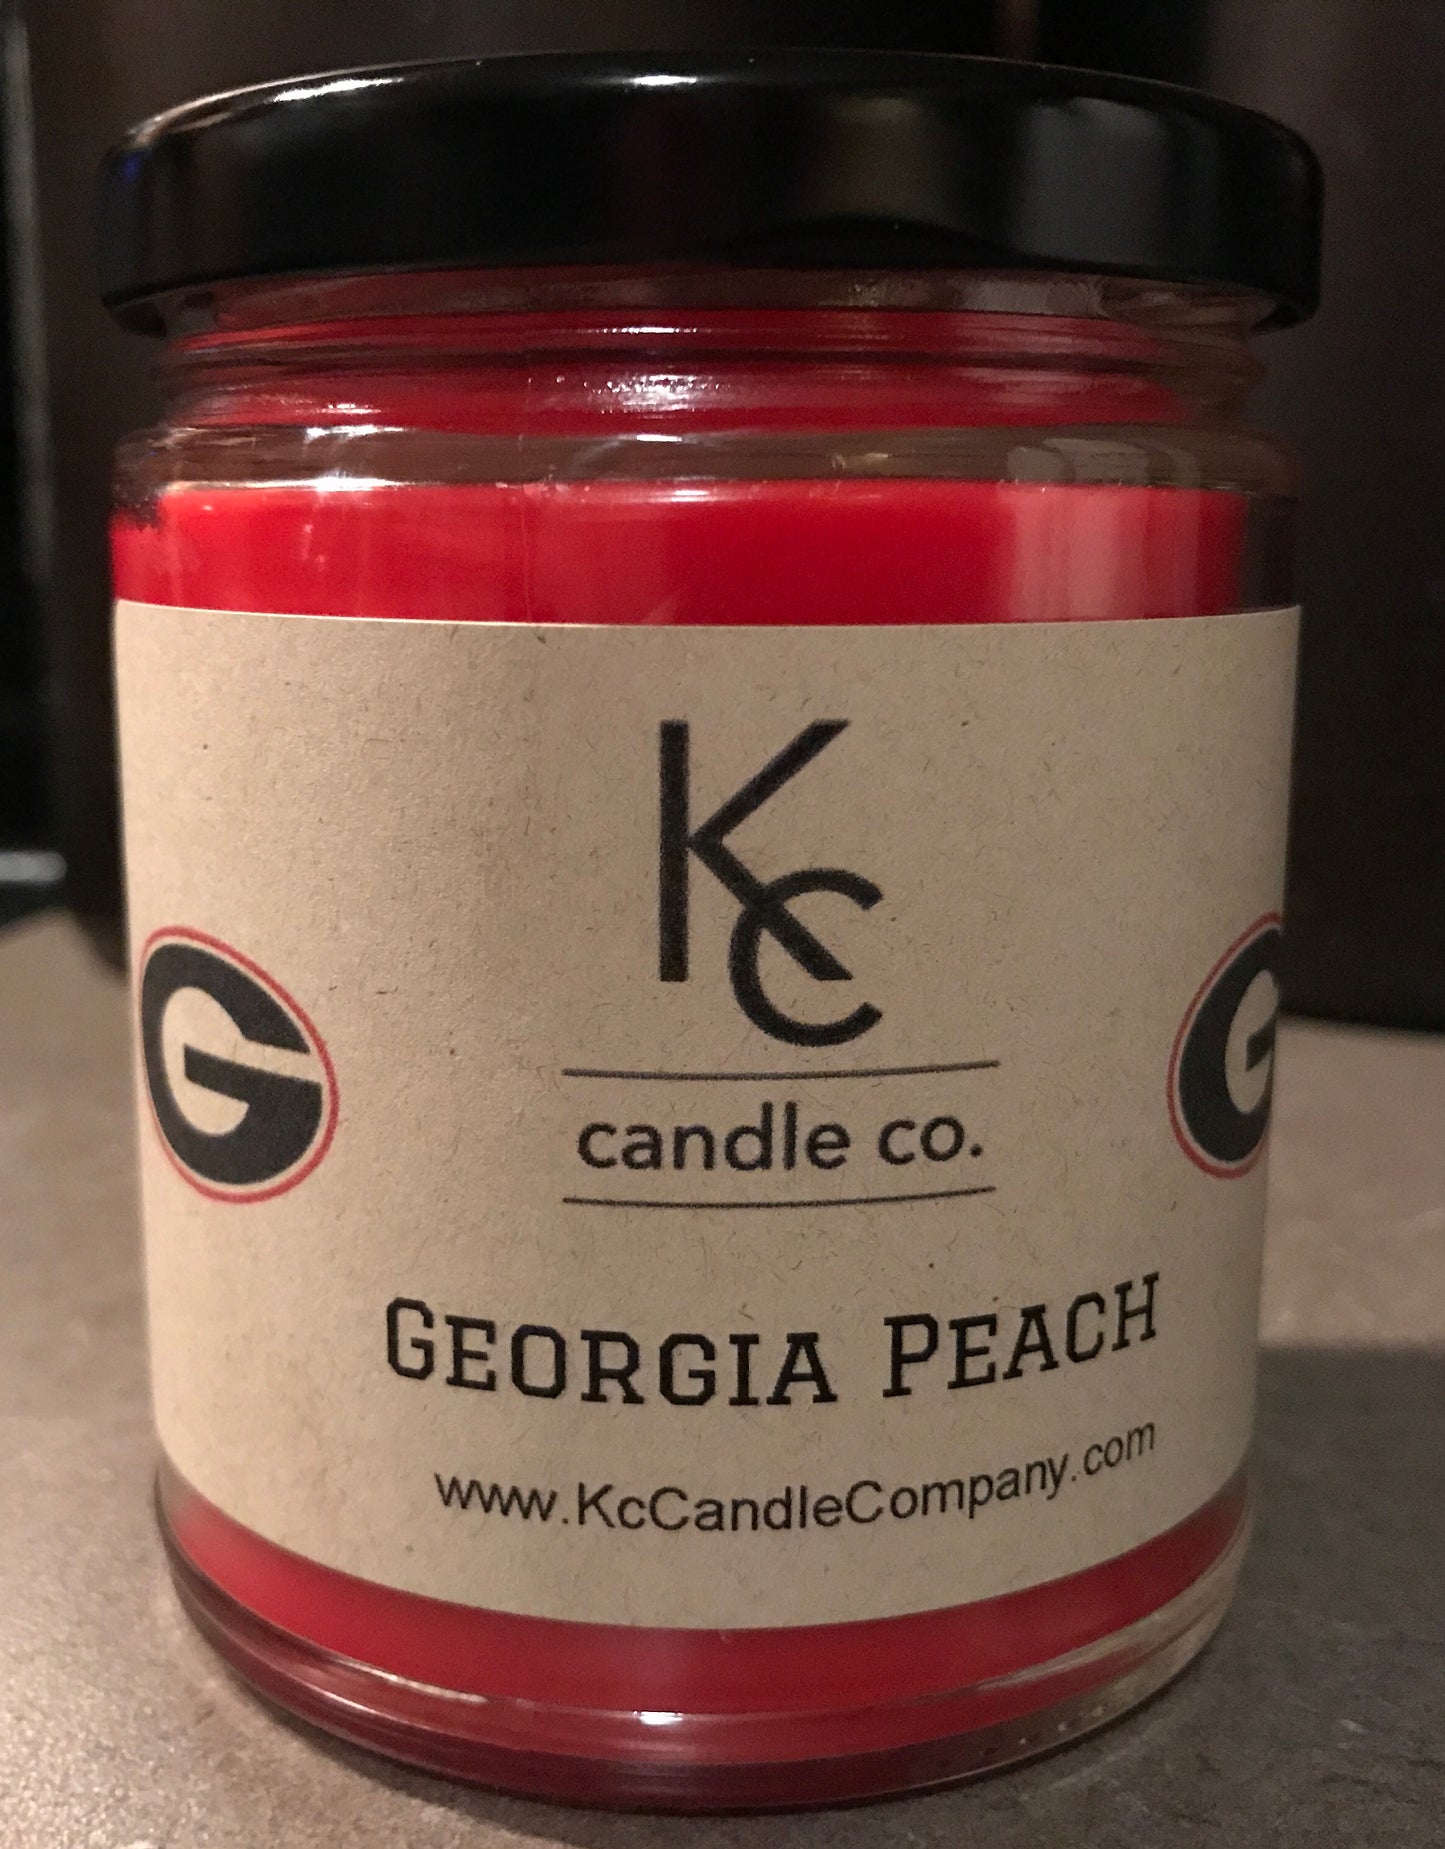 KC
candle co.
G G
GEORGIA PEACH
www.KcCandleCompany.com